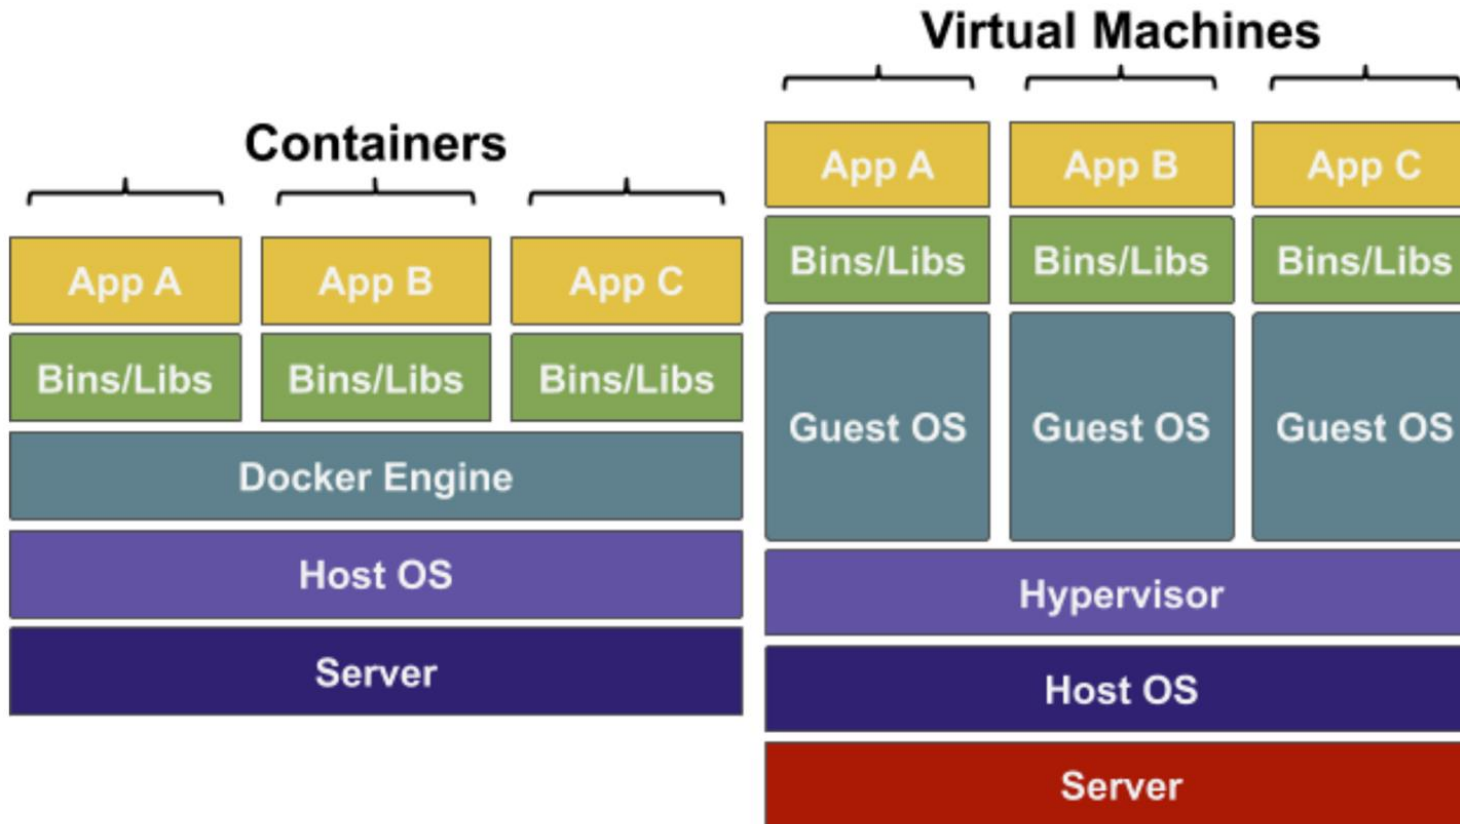 Containers
App A
App B
App C
Bins/Libs
Bins/Libs
Bins/Libs
Docker Engine
Host OS
Server
Virtual Machines
App A
App B
App C
Bins/Libs
Bins/Libs
Bins/Libs
Guest OS
Guest OS
Guest OS
Hypervisor
Host OS
Server